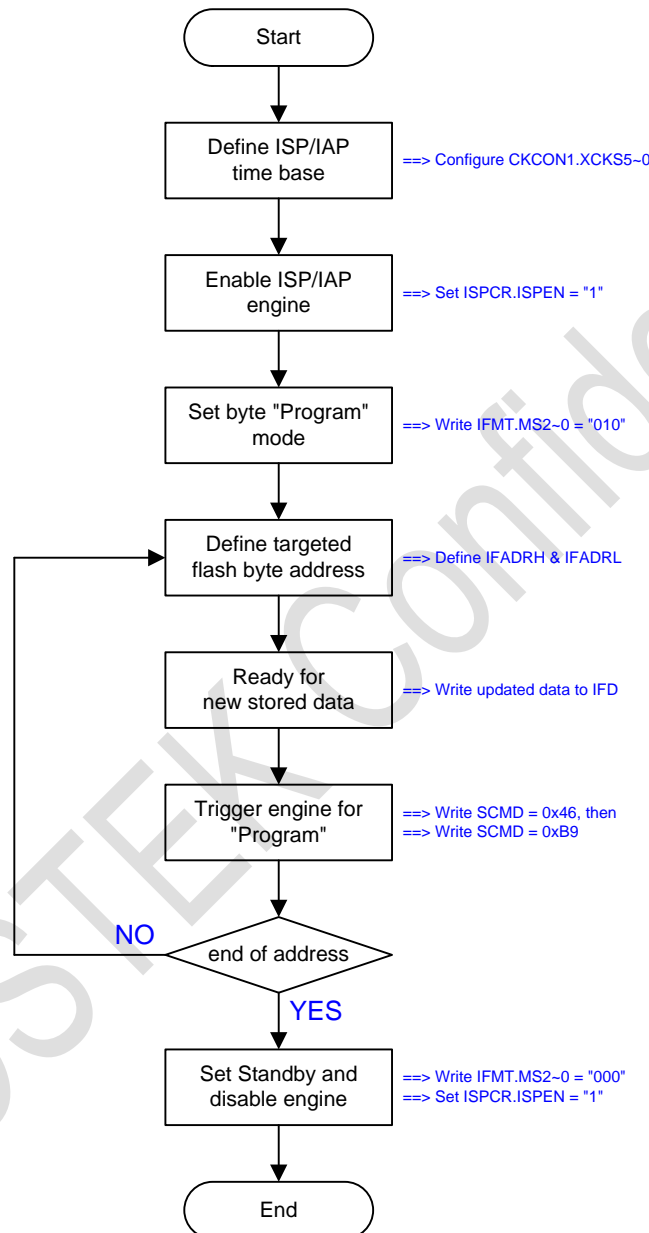 Start
Define ISP/IAP
time base
==> Configure CKCON1.XCKS5~0
Enable ISP/IAP
engine
==> Set ISPCR.ISPEN = "1"
Set byte "Program"
mode
==> Write IFMT.MS2~0 = "010"
Define targeted
flash byte address
==> Define IFADRH & IFADRL
Ready for
new stored data
==> Write updated data to IFD
Trigger engine for
"Program"
==> Write SCMD = 0x46, then
==> Write SCMD = 0xB9
end of address
NO
YES
Set Standby and
disable engine
==> Write IFMT.MS2~0 = "000"
==> Set ISPCR.ISPEN = "1"
End